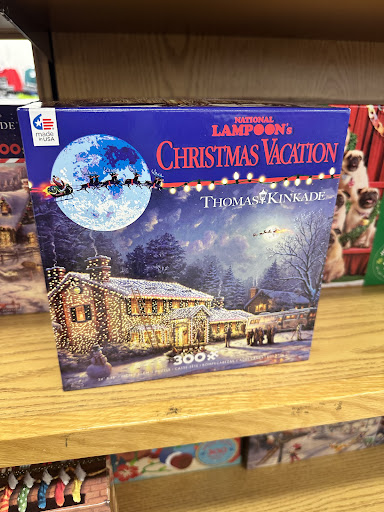 made in USA
NATIONAL
LAMPOON's
CHRISTMAS VACATION
THOMAS KINKADE
300